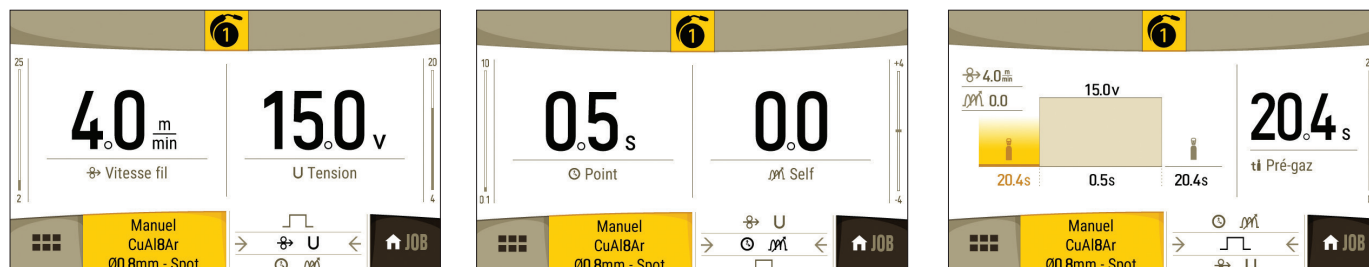 1
25
20
4.0 m/min
15.0 v
Vitesse fil
U Tension
2
4
Manuel
CuAl8Ar
Ø0.8mm - Spot
U
JOB
1
10
+4
0.5 s
0.0
Point
Self
0.1
-4
Manuel
CuAl8Ar
Ø0.8mm - Spot
U
JOB
1
4.0 m/min
0.0
15.0v
20.4 s
Pré-gaz
20.4s
0.5s
20.4s
Manuel
CuAl8Ar
Ø0.8mm - Spot
U
JOB